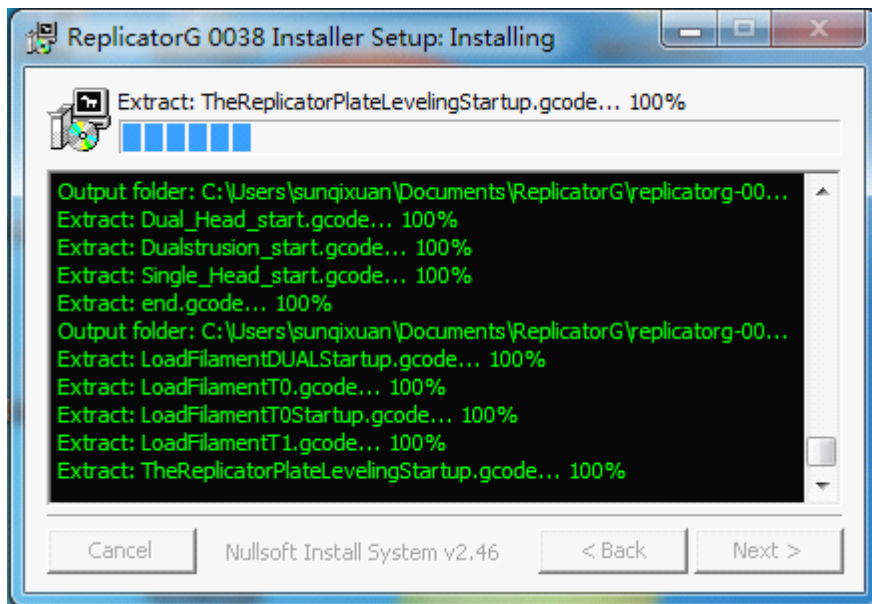 ReplicatorG 0038 Installer Setup: Installing
Extract: TheReplicatorPlateLevelingStartup.gcode... 100%
Output folder: C:\Users\sunqixuan\Documents\ReplicatorG\replicatorg-00...
Extract: Dual_Head_start.gcode... 100%
Extract: Dualstrusion_start.gcode... 100%
Extract: Single_Head_start.gcode... 100%
Extract: end.gcode... 100%
Output folder: C:\Users\sunqixuan\Documents\ReplicatorG\replicatorg-00...
Extract: LoadFilamentDUALStartup.gcode... 100%
Extract: LoadFilamentT0.gcode... 100%
Extract: LoadFilamentT0Startup.gcode... 100%
Extract: LoadFilamentT1.gcode... 100%
Extract: TheReplicatorPlateLevelingStartup.gcode... 100%
Cancel Nullsoft Install System v2.46 < Back Next >